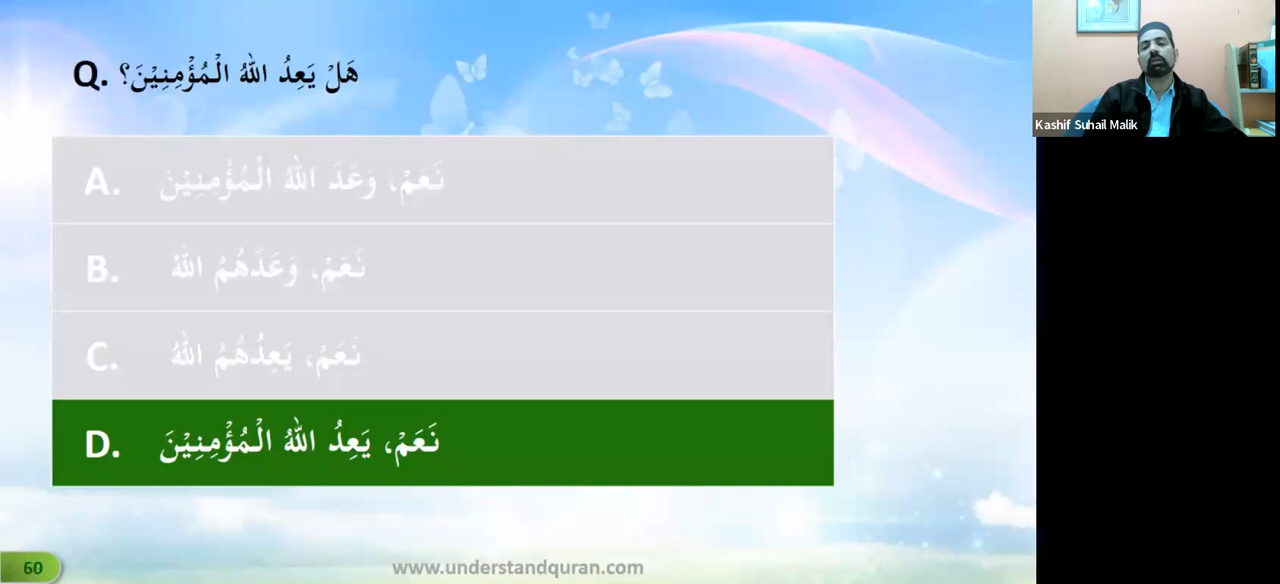 Q. هَلْ يَعِدُ اللهُ الْمُؤْمِنِيْنَ؟
Kashif Suhail Malik
A. نَعَمْ، وَعَدَ اللهُ الْمُؤْمِنِيْنَ
B. نَعَمْ، وَعَدَهُمُ اللهُ
C. نَعَمْ، يَعِدُهُمُ اللهُ
D. نَعَمْ، يَعِدُ اللهُ الْمُؤْمِنِيْنَ
60
www.understandquran.com